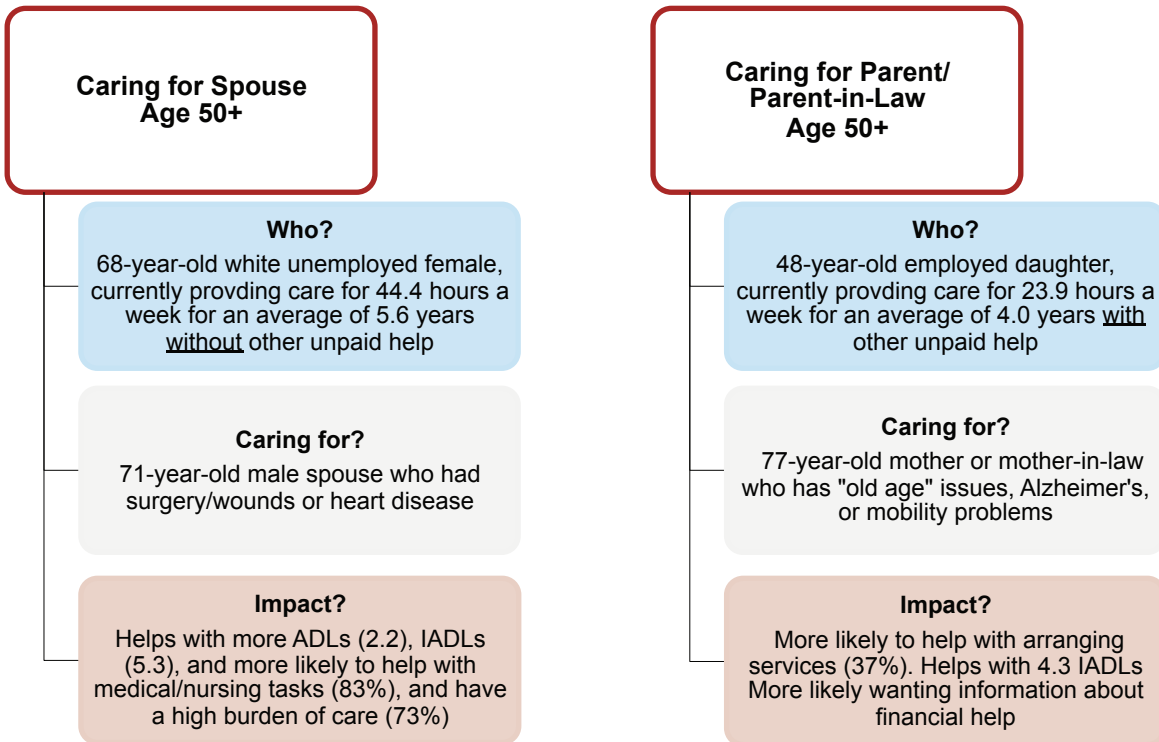 Caring for Spouse
Age 50+
Who?
68-year-old white unemployed female,
currently provding care for 44.4 hours a
week for an average of 5.6 years
without other unpaid help
Caring for?
71-year-old male spouse who had
surgery/wounds or heart disease
Impact?
Helps with more ADLs (2.2), IADLs
(5.3), and more likely to help with
medical/nursing tasks (83%), and have
a high burden of care (73%)
Caring for Parent/
Parent-in-Law
Age 50+
Who?
48-year-old employed daughter,
currently provding care for 23.9 hours a
week for an average of 4.0 years with
other unpaid help
Caring for?
77-year-old mother or mother-in-law
who has "old age" issues, Alzheimer's,
or mobility problems
Impact?
More likely to help with arranging
services (37%). Helps with 4.3 IADLs
More likely wanting information about
financial help